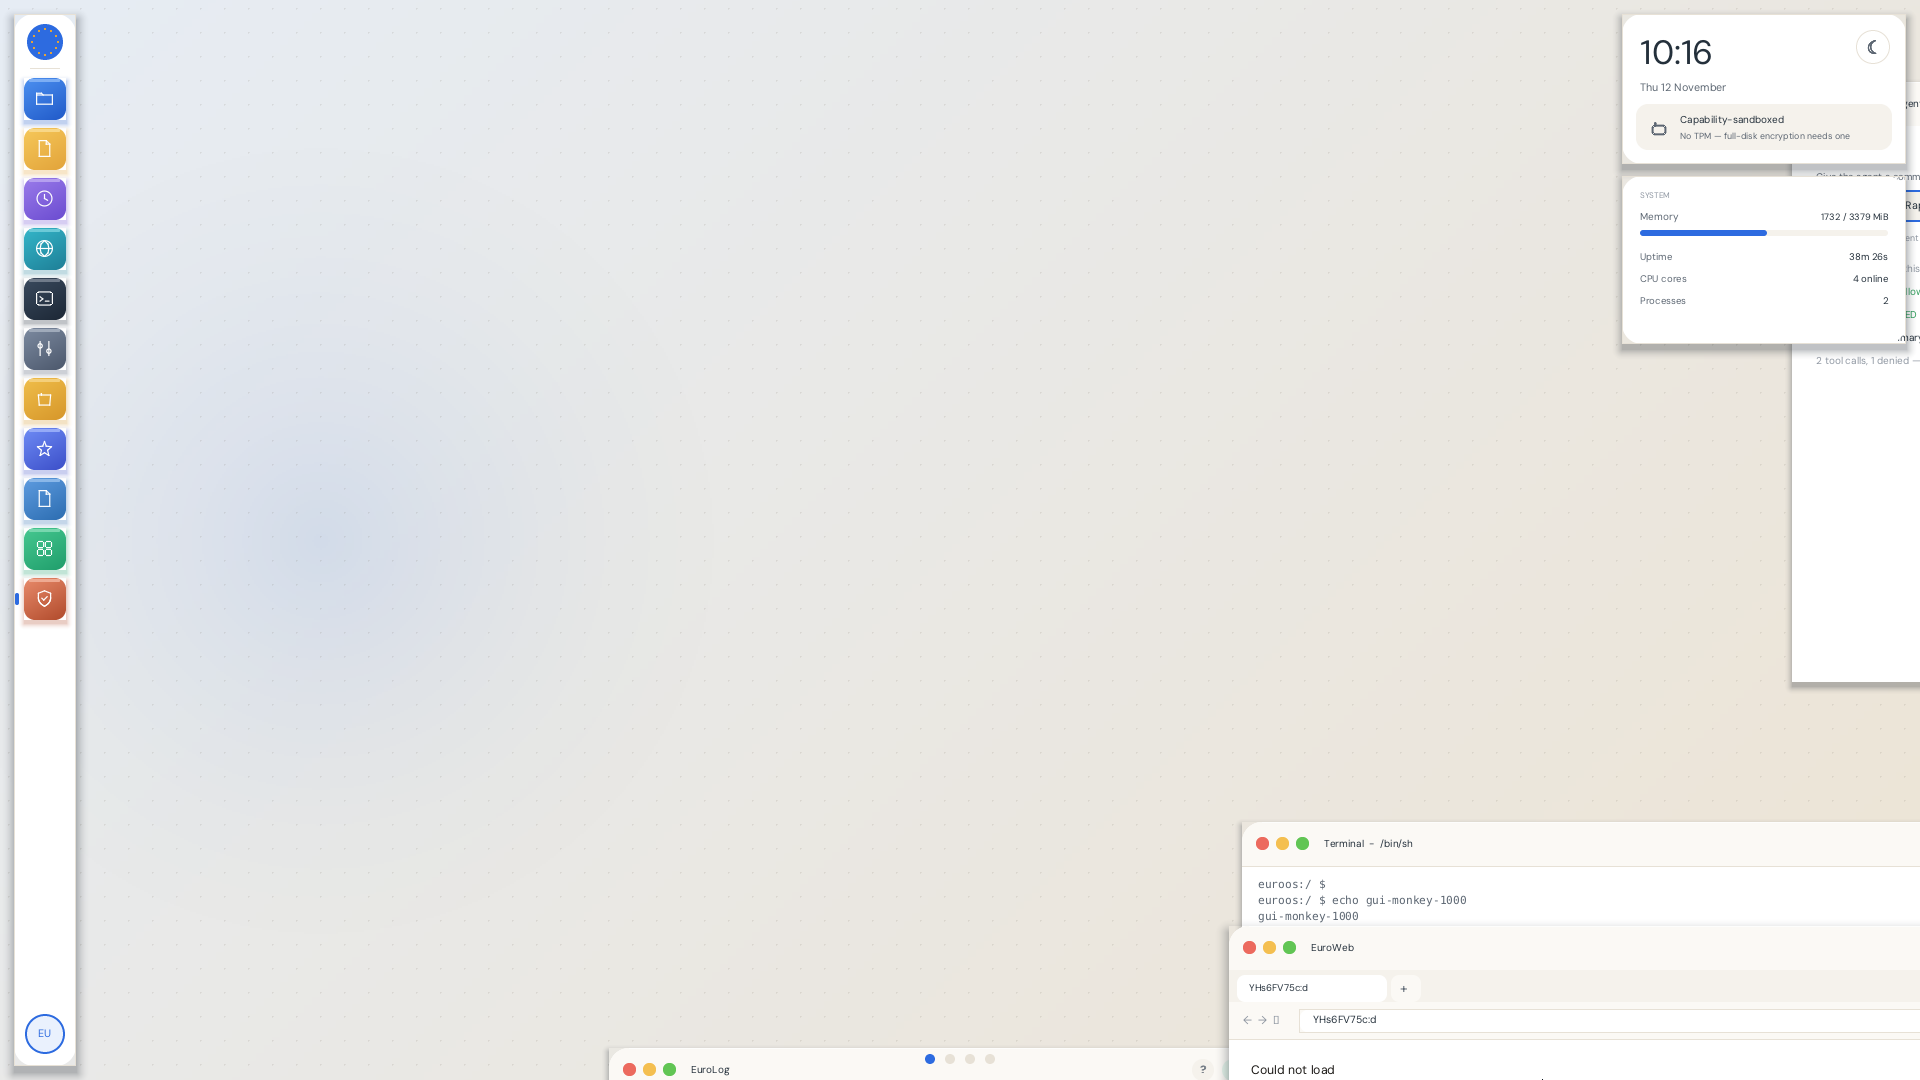 10:16
Thu 12 November
Capability-sandboxed
No TPM — full-disk encryption needs one
SYSTEM
Memory 1732 / 3379 MiB
Uptime 38m 26s
CPU cores 4 online
Processes 2
2 tool calls, 1 denied —
Terminal - /bin/sh
euroos:/ $
euroos:/ $ echo gui-monkey-1000
gui-monkey-1000
EuroWeb
YHs6FV75c:d
+
YHs6FV75c:d
Could not load
EU
EuroLog
?